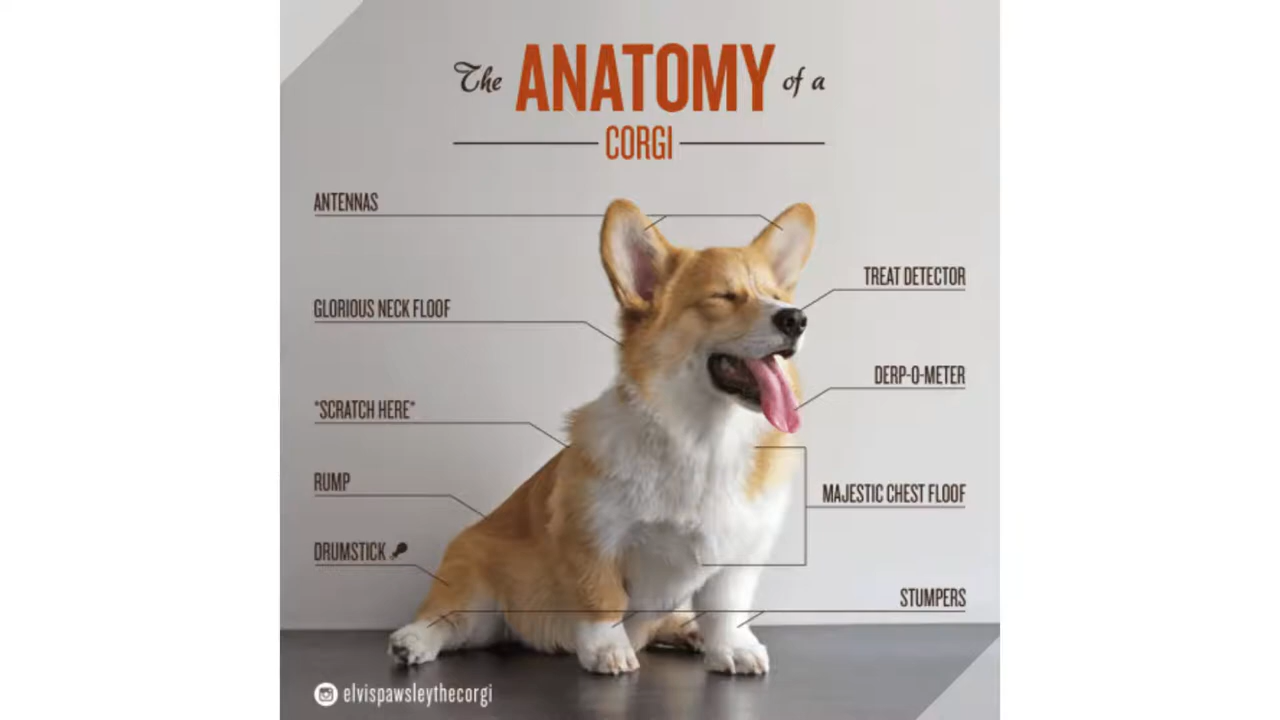 The ANATOMY of a
CORGI
ANTENNAS
TREAT DETECTOR
GLORIOUS NECK FLOOF
DERP-O-METER
*SCRATCH HERE*
RUMP
MAJESTIC CHEST FLOOF
DRUMSTICK
STUMPERS
elvispawsleythecorgi